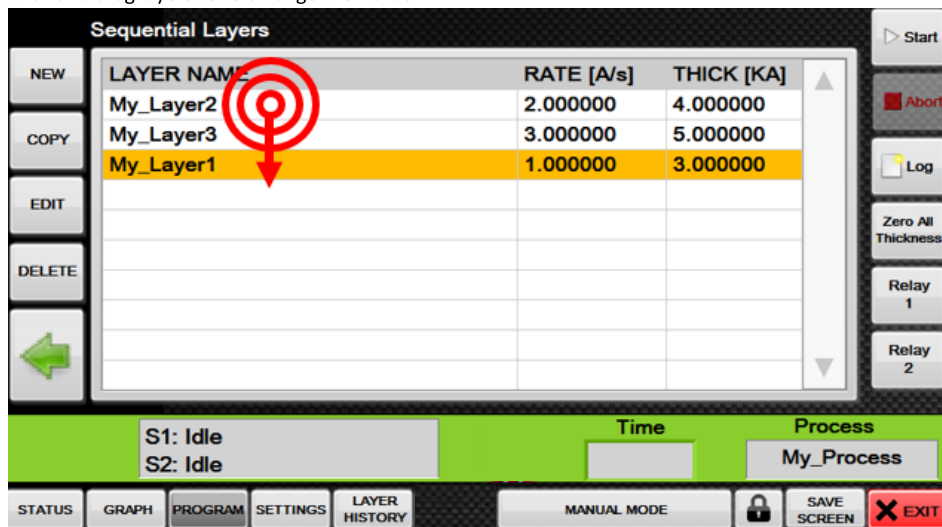 Sequential Layers
Start
NEW
LAYER NAME RATE [A/s] THICK [KA]
My_Layer2 2.000000 4.000000
Abort
COPY
My_Layer3 3.000000 5.000000
My_Layer1 1.000000 3.000000
Log
EDIT
Zero All
Thickness
DELETE
Relay
1
Relay
2
Time Process
S1: Idle
S2: Idle
My_Process
STATUS GRAPH PROGRAM SETTINGS LAYER
HISTORY
MANUAL MODE SAVE
SCREEN
EXIT